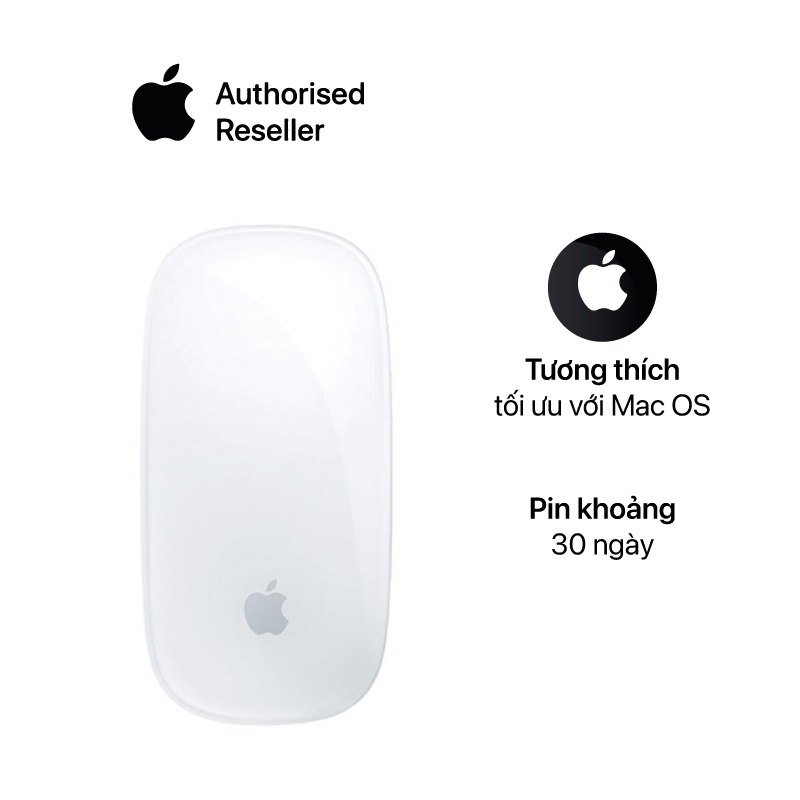 Authorised
Reseller
Tương thích
tối ưu với Mac OS
Pin khoảng
30 ngày